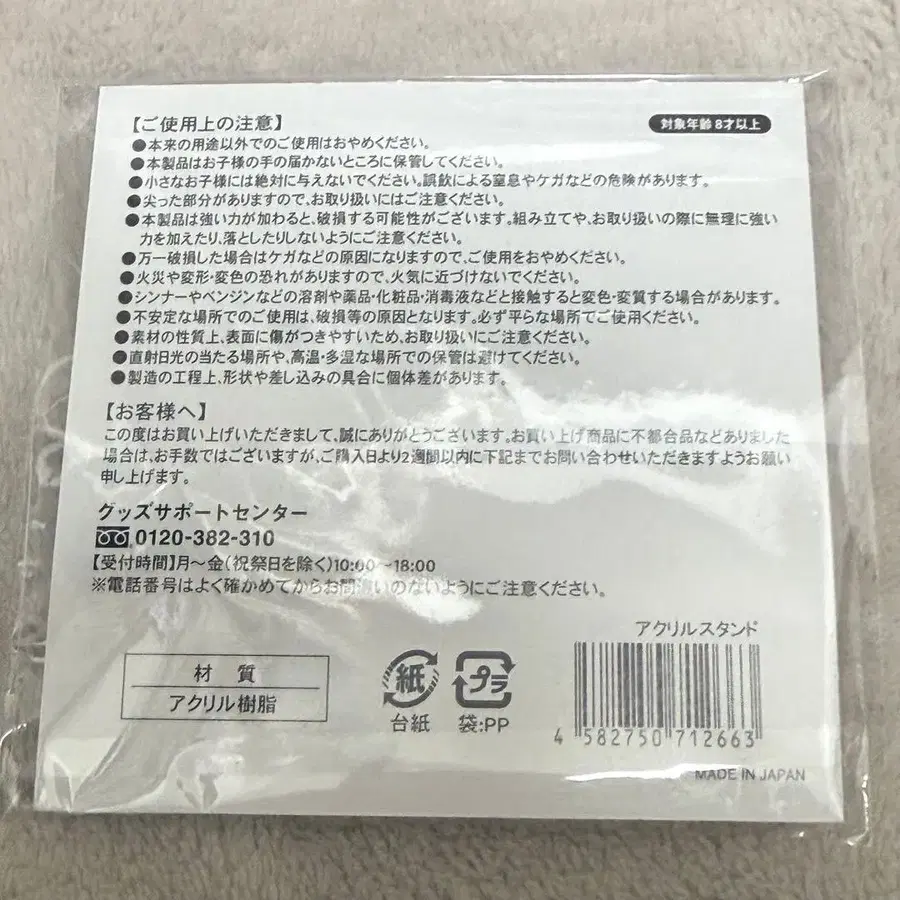 【ご使用上の注意】
対象年齢 8才以上
●本来の用途以外でのご使用はおやめください。
●本製品はお子様の手の届かないところに保管してください。
●小さなお子様には絶対に与えないでください。誤飲による窒息やケガなどの危険があります。
●尖った部分がありますので、お取り扱いにはご注意ください。
●本製品は強い力が加わると、破損する可能性がございます。組み立てや、お取り扱いの際に無理に強い
力を加えたり、落としたりしないようにご注意ください。
●万一破損した場合はケガなどの原因になりますので、ご使用をおやめください。
●火災や変形・変色の恐れがありますので、火気に近づけないでください。
●シンナーやベンジンなどの溶剤や薬品・化粧品・消毒液などと接触すると変色・変質する場合があります。
●不安定な場所でのご使用は、破損等の原因となります。必ず平らな場所でご使用ください。
●素材の性質上、表面に傷がつきやすいため、お取り扱いにご注意ください。
●直射日光の当たる場所や、高温・多湿な場所での保管は避けてください。
●製造の工程上、形状や差し込みの具合に個体差があります。
【お客様へ】
この度はお買い上げいただきまして、誠にありがとうございます。お買い上げ商品に不都合品などありました
場合は、お手数ではございますが、ご購入日より2週間以内に下記までお問い合わせいただきますようお願い
申し上げます。
グッズサポートセンター
0120-382-310
【受付時間】月〜金(祝祭日を除く)10:00〜18:00
※電話番号はよく確かめてからお間違いのないようにご注意ください。
材 質
アクリル樹脂
紙
台紙
プラ
袋:PP
アクリルスタンド
4 582750 712663
MADE IN JAPAN